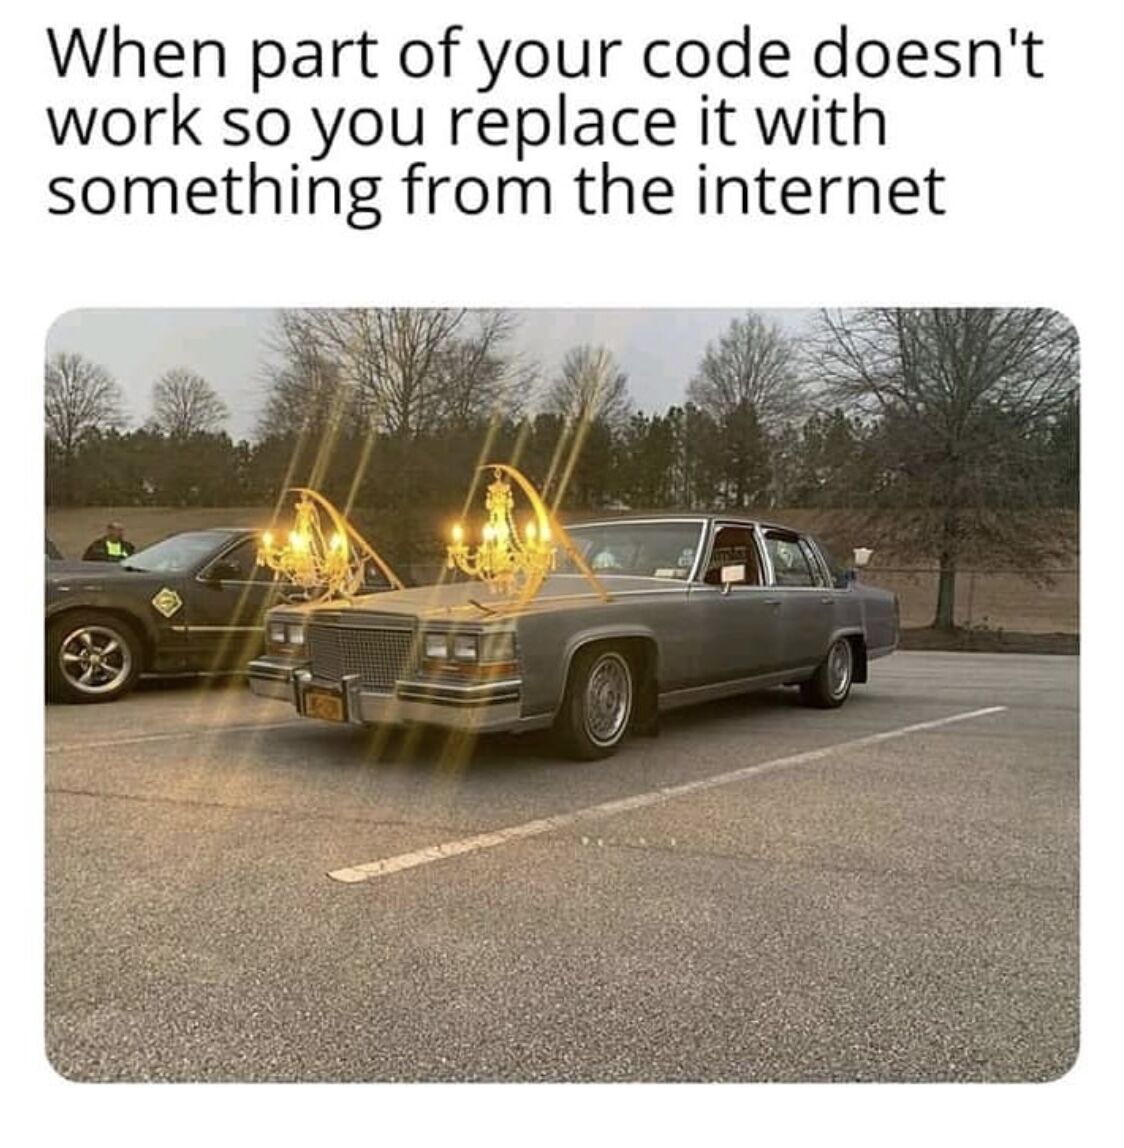 When part of your code doesn't
work so you replace it with
something from the internet